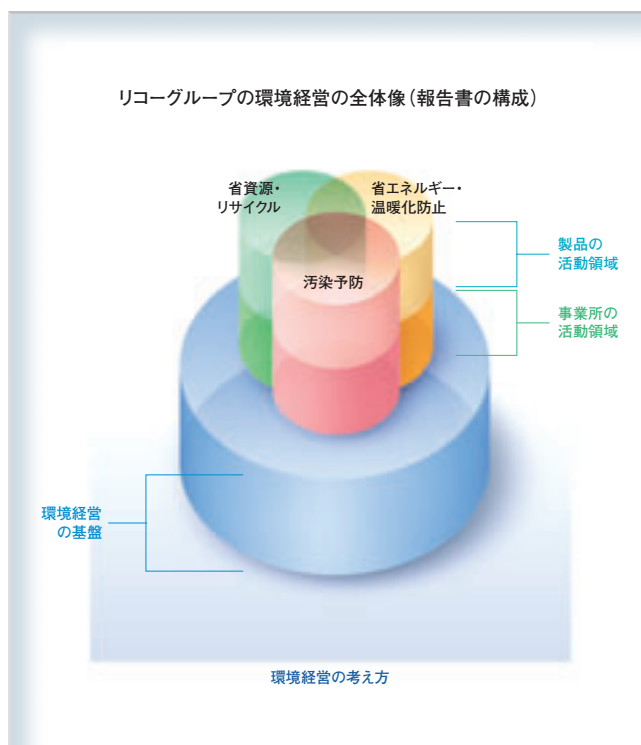 リコーグループの環境経営の全体像(報告書の構成)
省資源・
リサイクル
省エネルギー・
温暖化防止
汚染予防
製品の
活動領域
事業所の
活動領域
環境経営
の基盤
環境経営の考え方